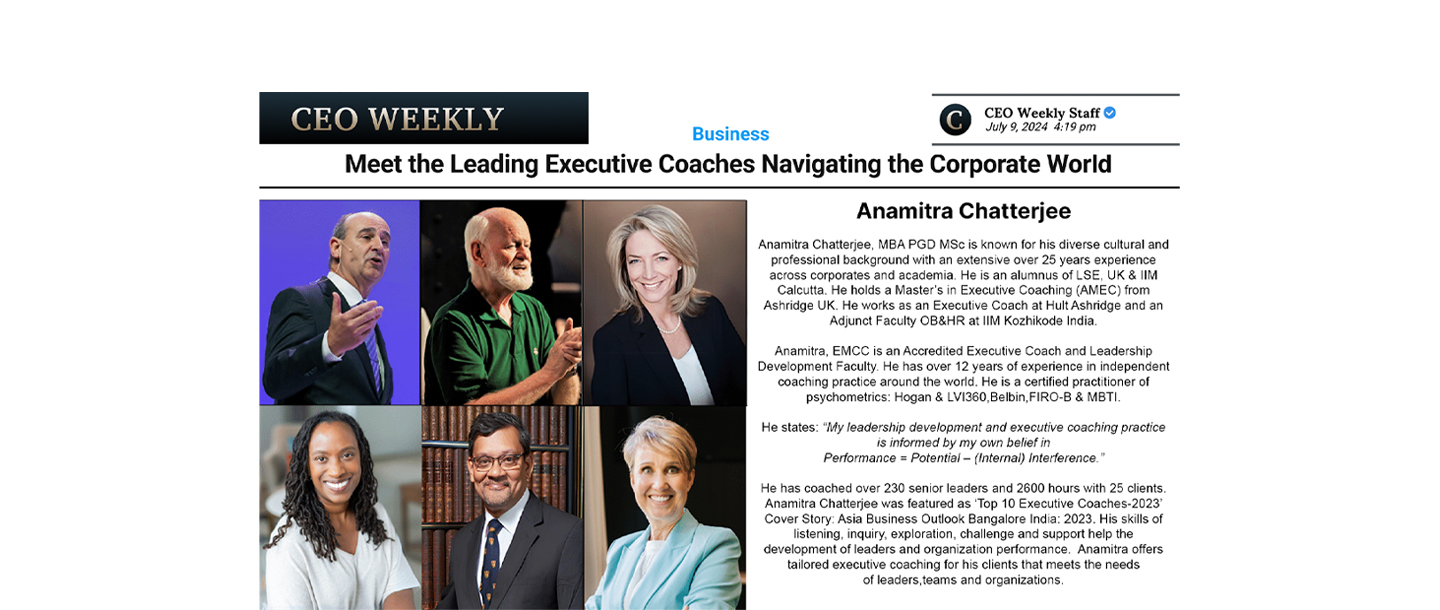 CEO WEEKLY
Business
C
CEO Weekly Staff
July 9, 2024 4:19 pm
Meet the Leading Executive Coaches Navigating the Corporate World
Anamitra Chatterjee
Anamitra Chatterjee, MBA PGD MSc is known for his diverse cultural and
professional background with an extensive over 25 years experience
across corporates and academia. He is an alumnus of LSE, UK & IIM
Calcutta. He holds a Master's in Executive Coaching (AMEC) from
Ashridge UK. He works as an Executive Coach at Hult Ashridge and an
Adjunct Faculty OB&HR at IIM Kozhikode India.
Anamitra, EMCC is an Accredited Executive Coach and Leadership
Development Faculty. He has over 12 years of experience in independent
coaching practice around the world. He is a certified practitioner of
psychometrics: Hogan & LVI360,Belbin,FIRO-B & MBTI.
He states: “My leadership development and executive coaching practice
is informed by my own belief in
Performance = Potential – (Internal) Interference.”
He has coached over 230 senior leaders and 2600 hours with 25 clients.
Anamitra Chatterjee was featured as ‘Top 10 Executive Coaches-2023’
Cover Story: Asia Business Outlook Bangalore India: 2023. His skills of
listening, inquiry, exploration, challenge and support help the
development of leaders and organization performance. Anamitra offers
tailored executive coaching for his clients that meets the needs
of leaders,teams and organizations.